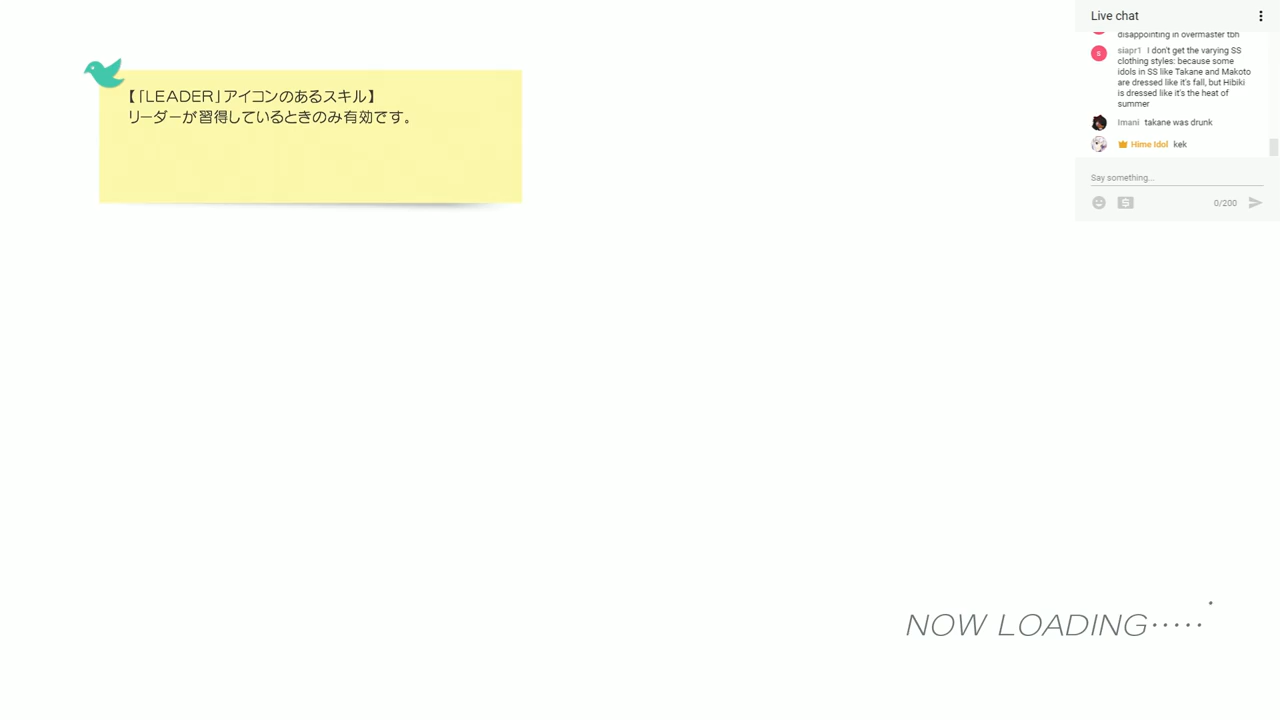 【「LEADER」アイコンのあるスキル】
リーダーが習得しているときのみ有効です。
Live chat
disappointing in overmaster tbh
S siapr1 I don't get the varying SS
clothing styles: because some
idols in SS like Takane and Makoto
are dressed like it's fall, but Hibiki
is dressed like it's the heat of
summer
Imani takane was drunk
Hime Idol kek
Say something...
S 0/200
NOW LOADING······